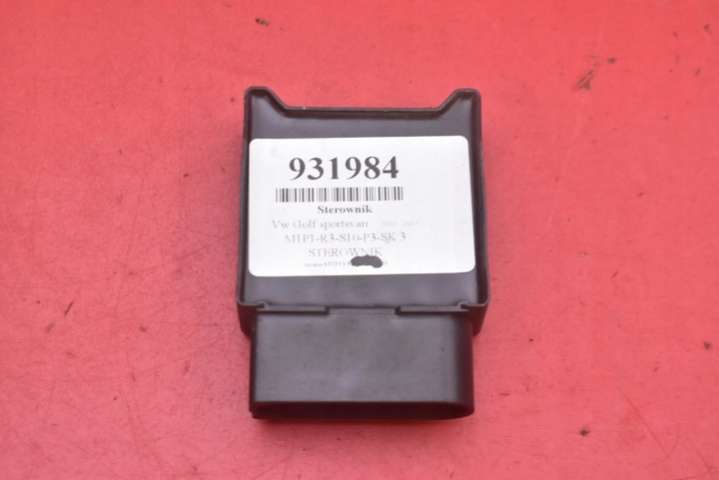 931984
Sterownik
Vw Golf sportsvan
M1P1-R3-S16-P3-SK 3
STEROWNIK